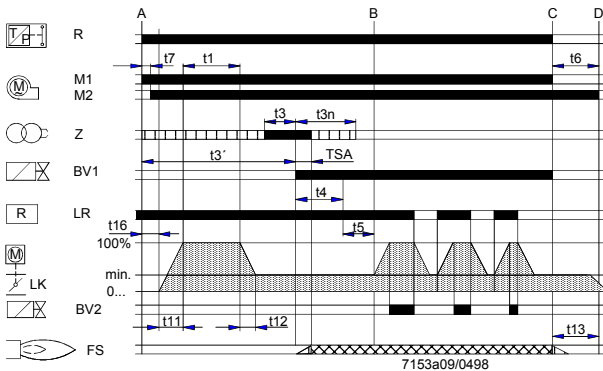 A B C D
T P R
t7 t1 t6
M M1
M2
t3 t3n
Z
t3´ TSA
BV1
t4
R LR
t16 t5
100%
M
min.
LK
0...
BV2
t11 t12 t13
FS
7153a09/0498